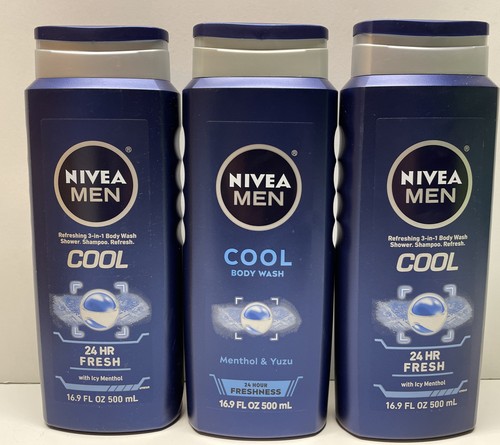 NIVEA
MEN
®
Refreshing 3-in-1 Body Wash
Shower. Shampoo. Refresh.
COOL
24 HR
FRESH
with Icy Menthol
16.9 FL OZ 500 mL
NIVEA
MEN
®
COOL
BODY WASH
Menthol & Yuzu
24 HOUR
FRESHNESS
16.9 FL OZ 500 mL
NIVEA
MEN
®
Refreshing 3-in-1 Body Wash
Shower. Shampoo. Refresh.
COOL
24 HR
FRESH
with Icy Menthol
16.9 FL OZ 500 mL